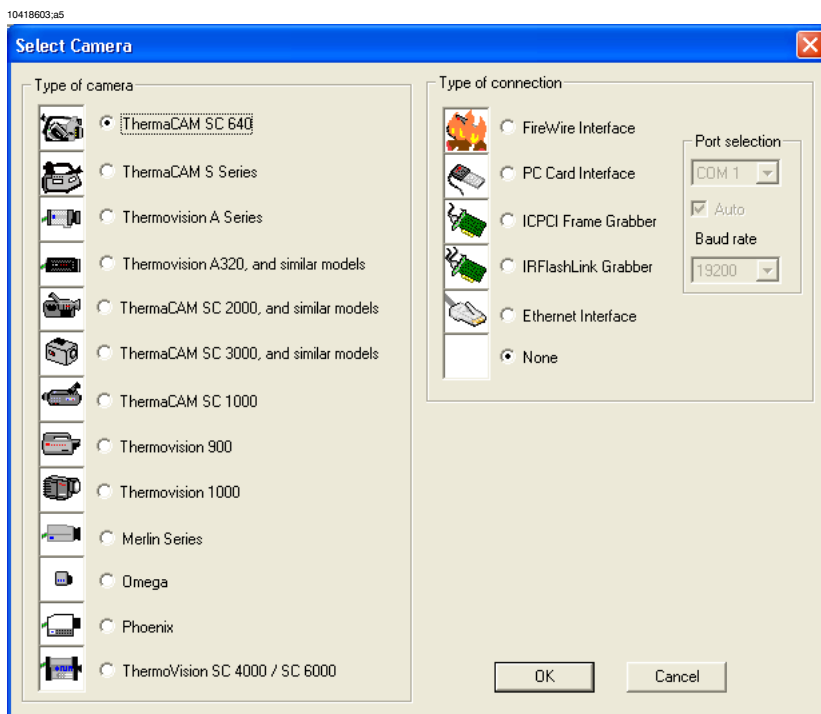 10418603;a5
Select Camera
Type of camera
ThermaCAM SC 640
ThermaCAM S Series
Thermovision A Series
Thermovision A320, and similar models
ThermaCAM SC 2000, and similar models
ThermaCAM SC 3000, and similar models
ThermaCAM SC 1000
Thermovision 900
Thermovision 1000
Merlin Series
Omega
Phoenix
ThermoVision SC 4000 / SC 6000
Type of connection
FireWire Interface
PC Card Interface
ICPCI Frame Grabber
IRFlashLink Grabber
Ethernet Interface
None
Port selection
COM 1
Auto
Baud rate
19200
OK
Cancel